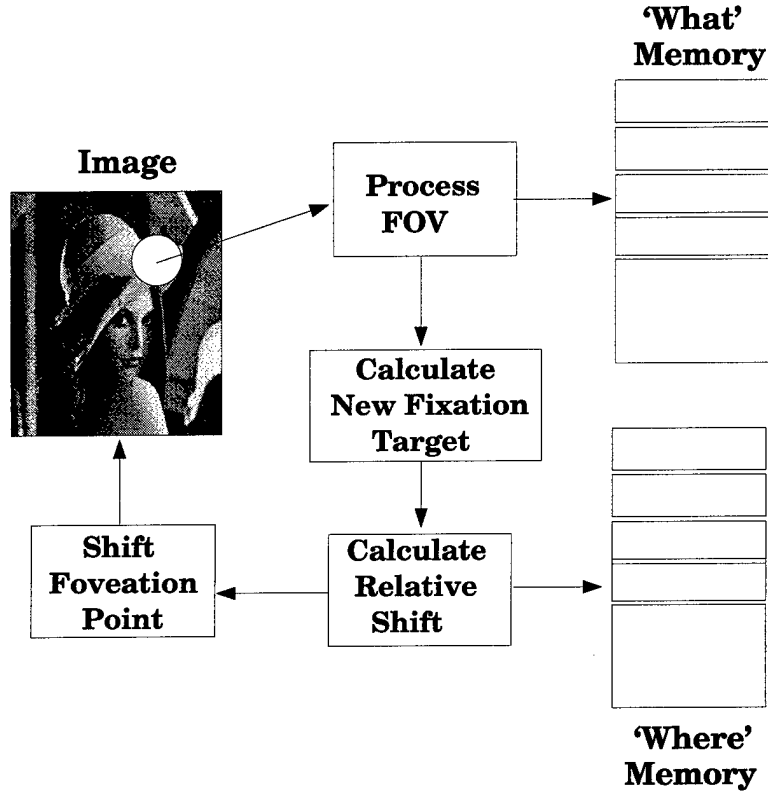 ‘What’
Memory
Image
Process
FOV
Calculate
New Fixation
Target
Shift
Foveation
Point
Calculate
Relative
Shift
‘Where’
Memory